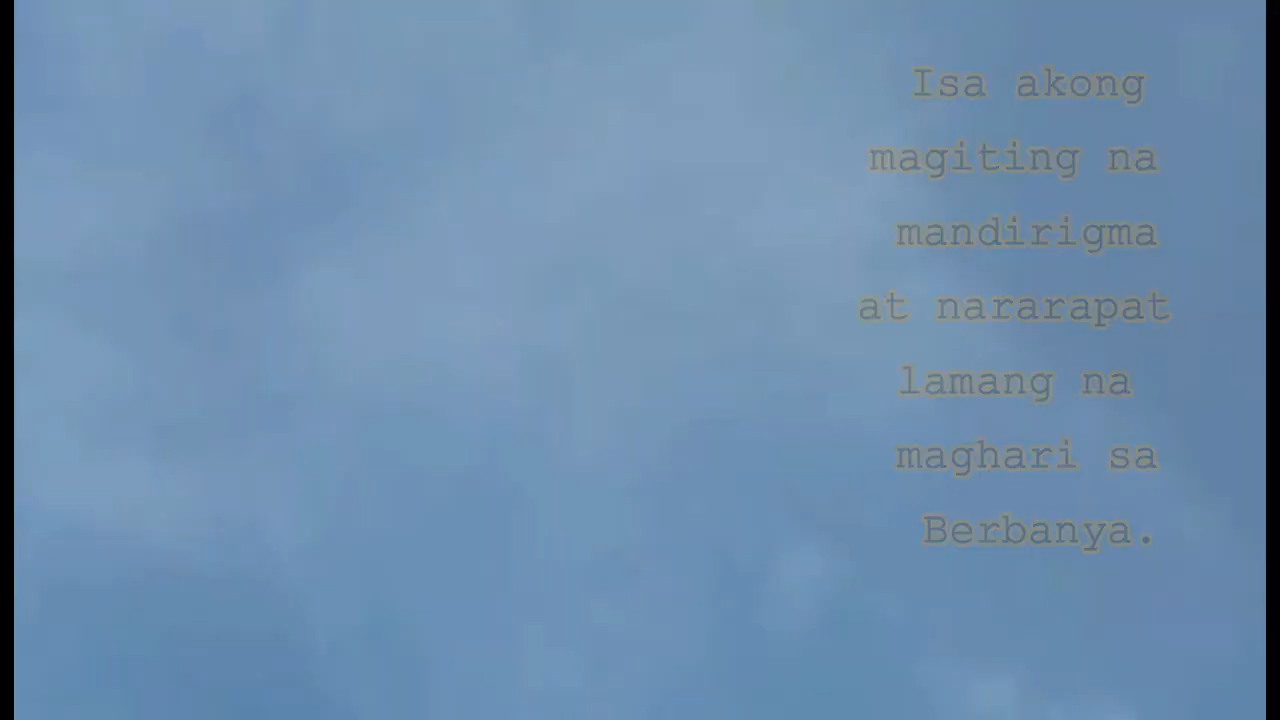 Isa akong
magiting na
mandirigma
at nararapat
lamang na
maghari sa
Berbanya.